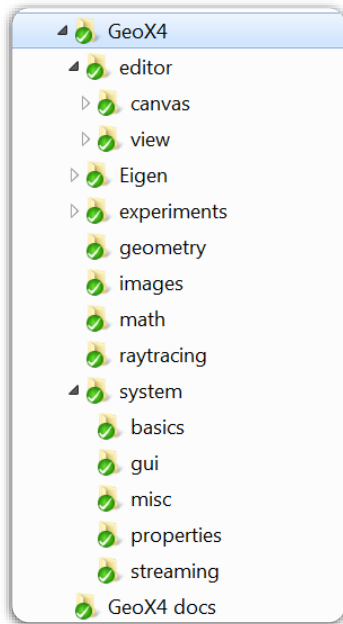 GeoX4
editor
canvas
view
Eigen
experiments
geometry
images
math
raytracing
system
basics
gui
misc
properties
streaming
GeoX4 docs